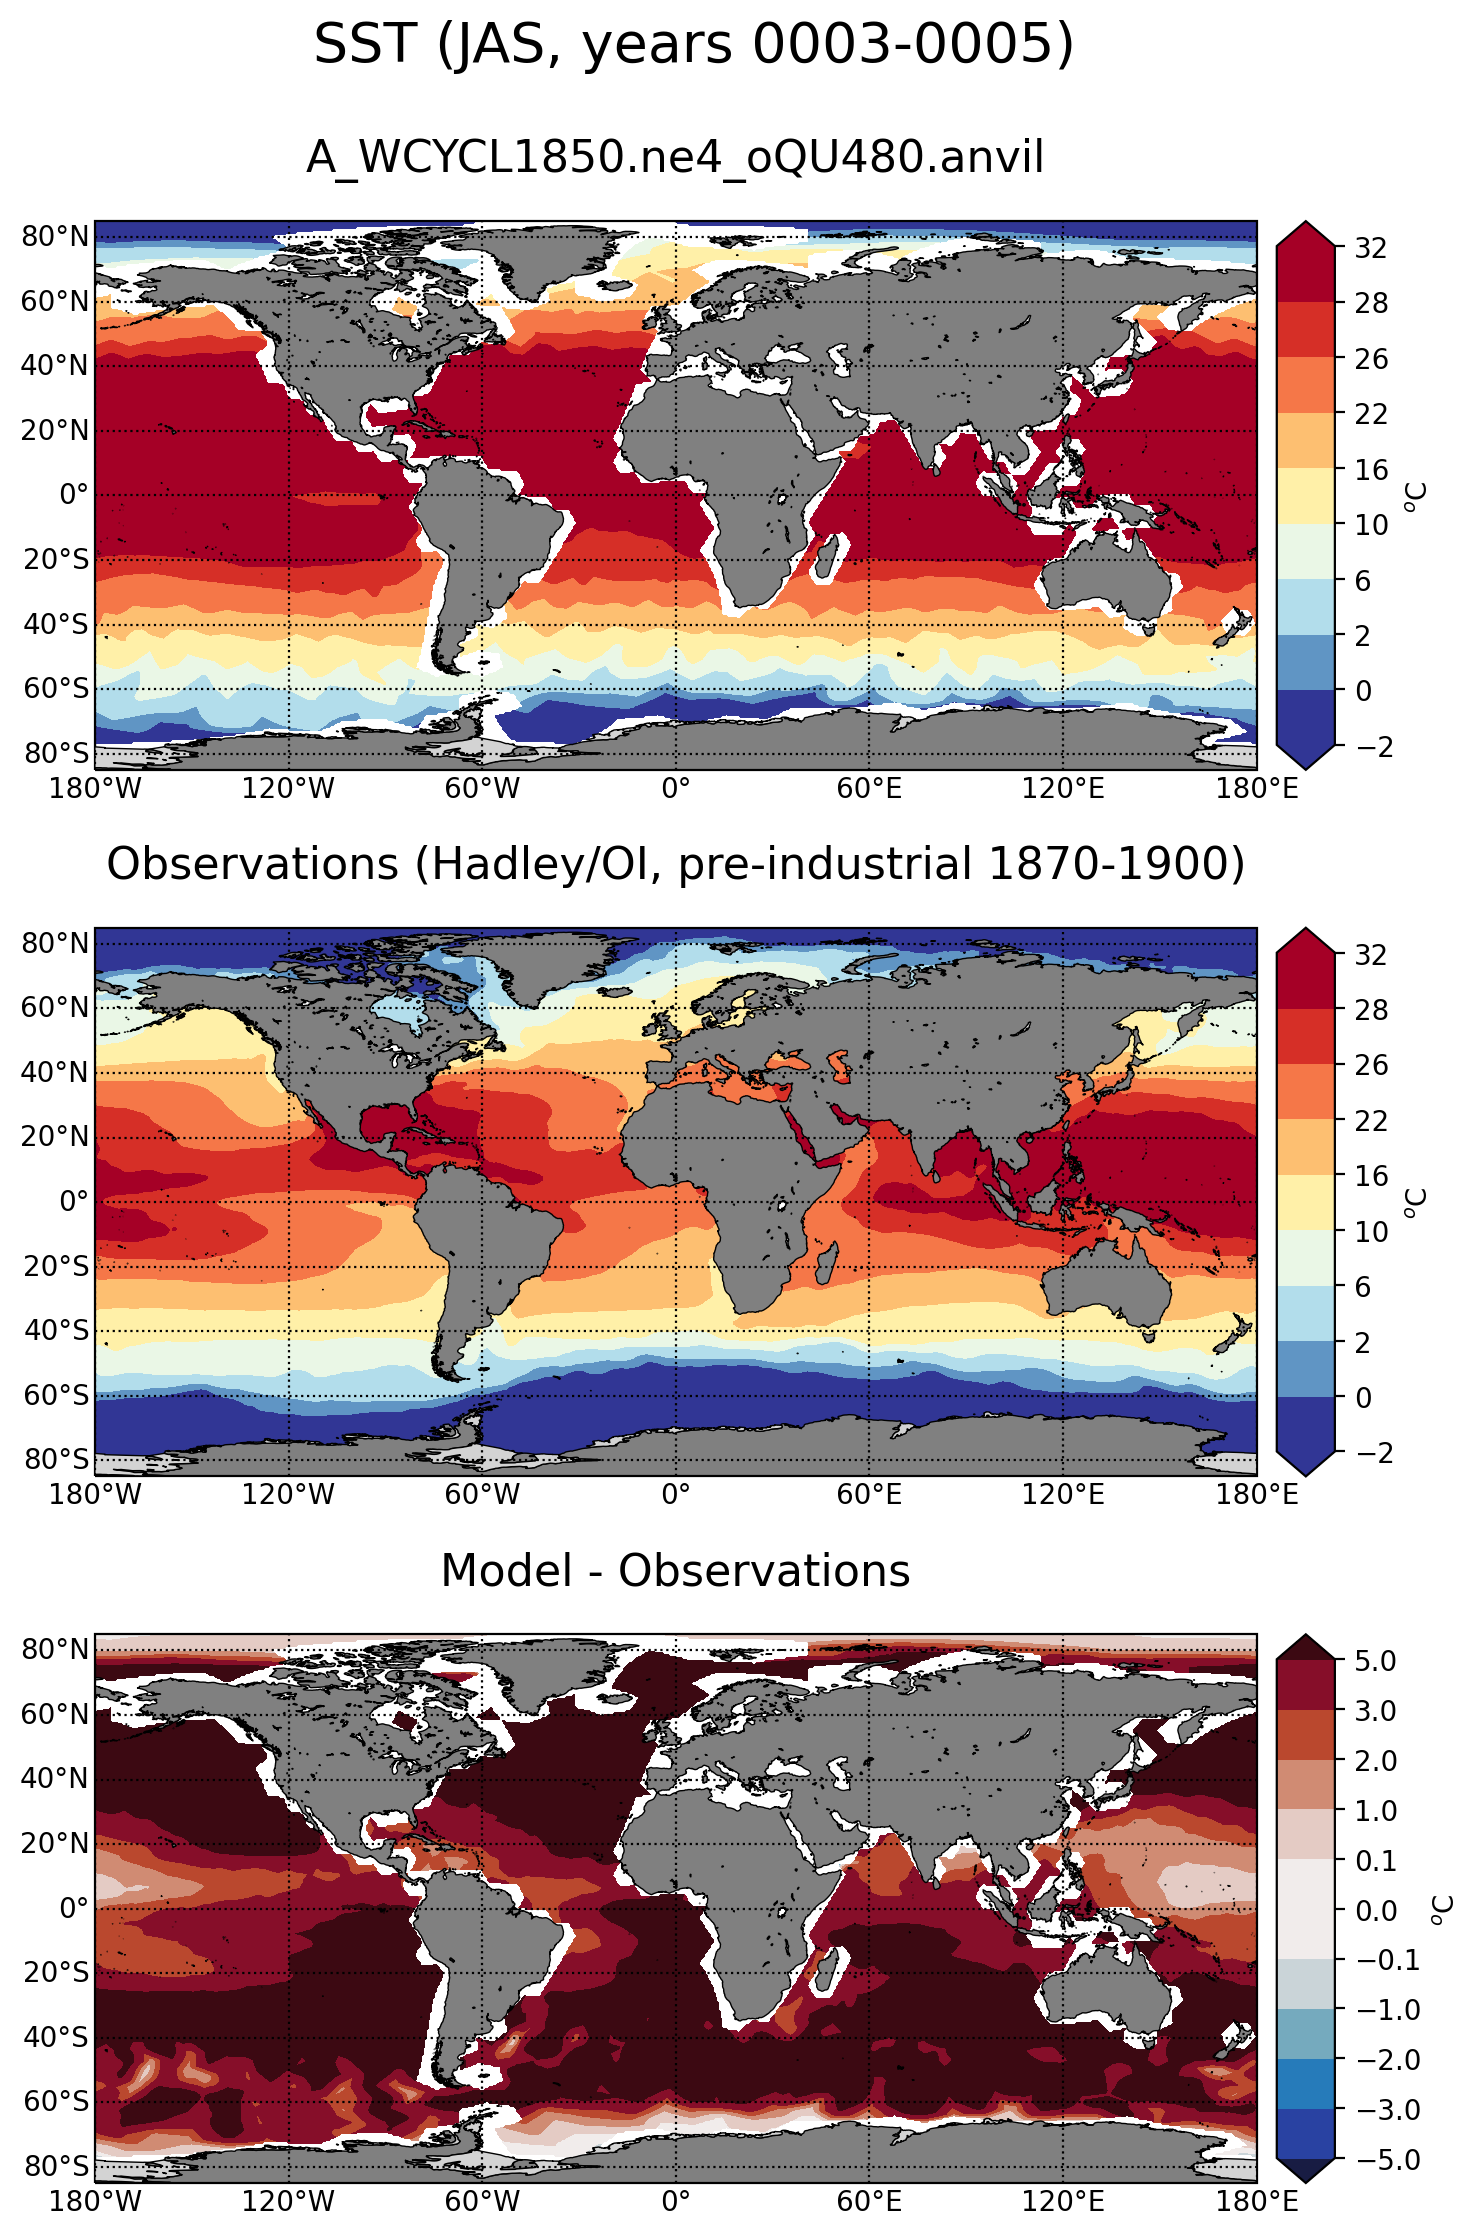 SST (JAS, years 0003-0005)
A_WCYCL1850.ne4_oQU480.anvil
80°N
60°N
40°N
20°N
0°
20°S
40°S
60°S
80°S
180°W 120°W 60°W 0° 60°E 120°E 180°E
32
28
26
22
16
10
6
2
0
−2
°C
Observations (Hadley/OI, pre-industrial 1870-1900)
80°N
60°N
40°N
20°N
0°
20°S
40°S
60°S
80°S
180°W 120°W 60°W 0° 60°E 120°E 180°E
32
28
26
22
16
10
6
2
0
−2
°C
Model - Observations
80°N
60°N
40°N
20°N
0°
20°S
40°S
60°S
80°S
180°W 120°W 60°W 0° 60°E 120°E 180°E
5.0
3.0
2.0
1.0
0.1
0.0
−0.1
−1.0
−2.0
−3.0
−5.0
°C